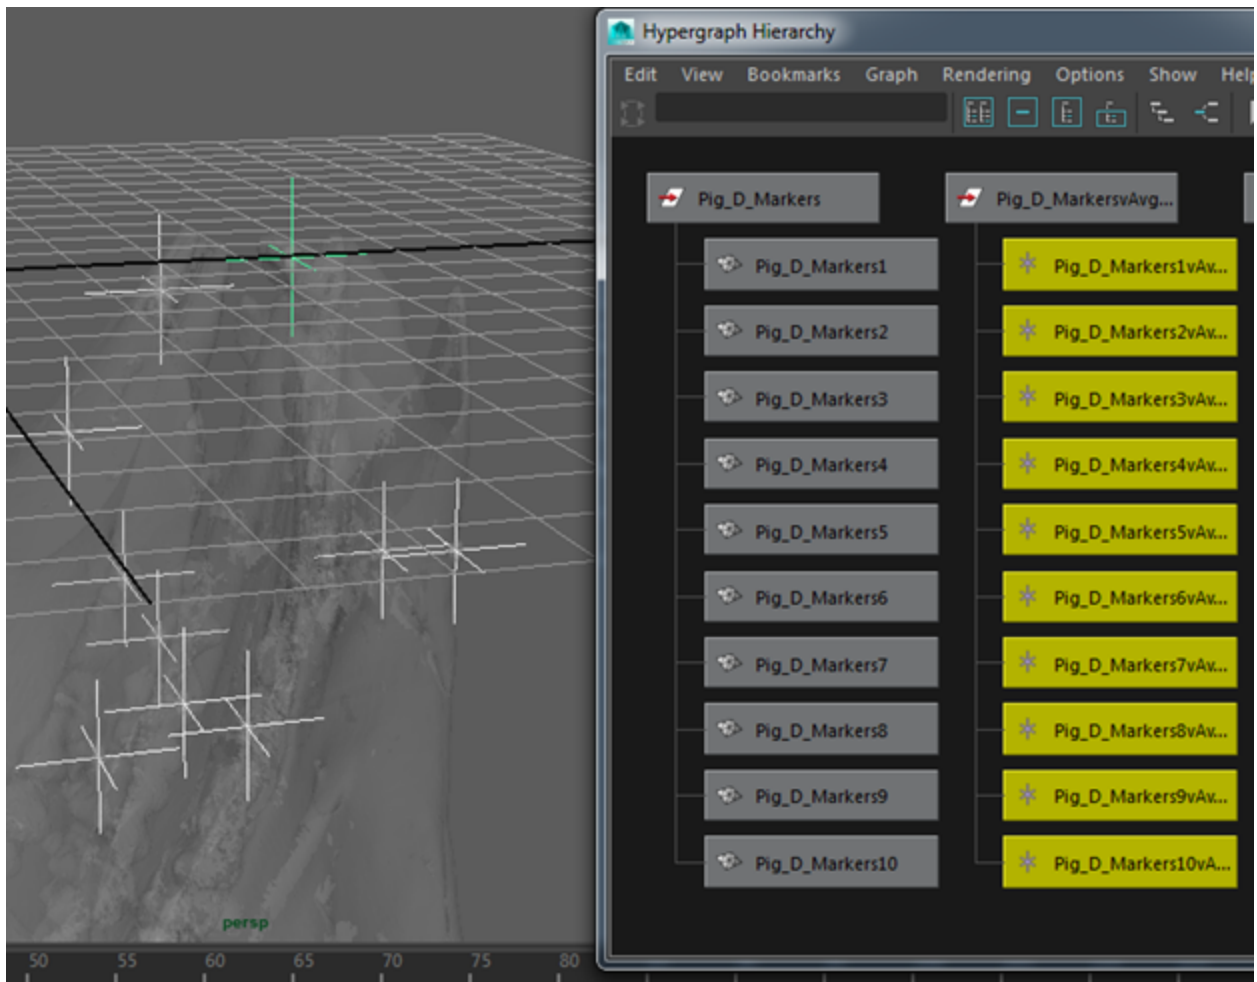 Hypergraph Hierarchy
Edit View Bookmarks Graph Rendering Options Show Help
Pig_D_Markers Pig_D_MarkersvAvg...
Pig_D_Markers1 Pig_D_Markers1vAv...
Pig_D_Markers2 Pig_D_Markers2vAv...
Pig_D_Markers3 Pig_D_Markers3vAv...
Pig_D_Markers4 Pig_D_Markers4vAv...
Pig_D_Markers5 Pig_D_Markers5vAv...
Pig_D_Markers6 Pig_D_Markers6vAv...
Pig_D_Markers7 Pig_D_Markers7vAv...
Pig_D_Markers8 Pig_D_Markers8vAv...
Pig_D_Markers9 Pig_D_Markers9vAv...
Pig_D_Markers10 Pig_D_Markers10vA...
persp
50 55 60 65 70 75 80